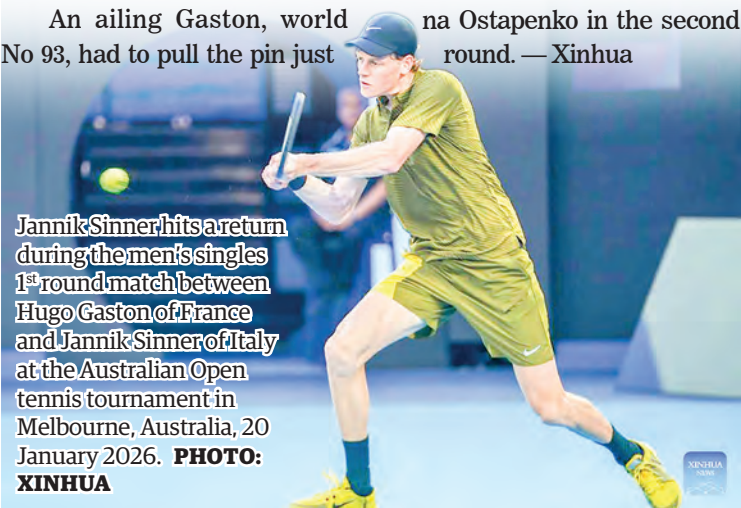 An ailing Gaston, world
No 93, had to pull the pin just
na Ostapenko in the second
round. — Xinhua
Jannik Sinner hits a return
during the men's singles
1st round match between
Hugo Gaston of France
and Jannik Sinner of Italy
at the Australian Open
tennis tournament in
Melbourne, Australia, 20
January 2026. PHOTO:
XINHUA
XINHUA
NEWS